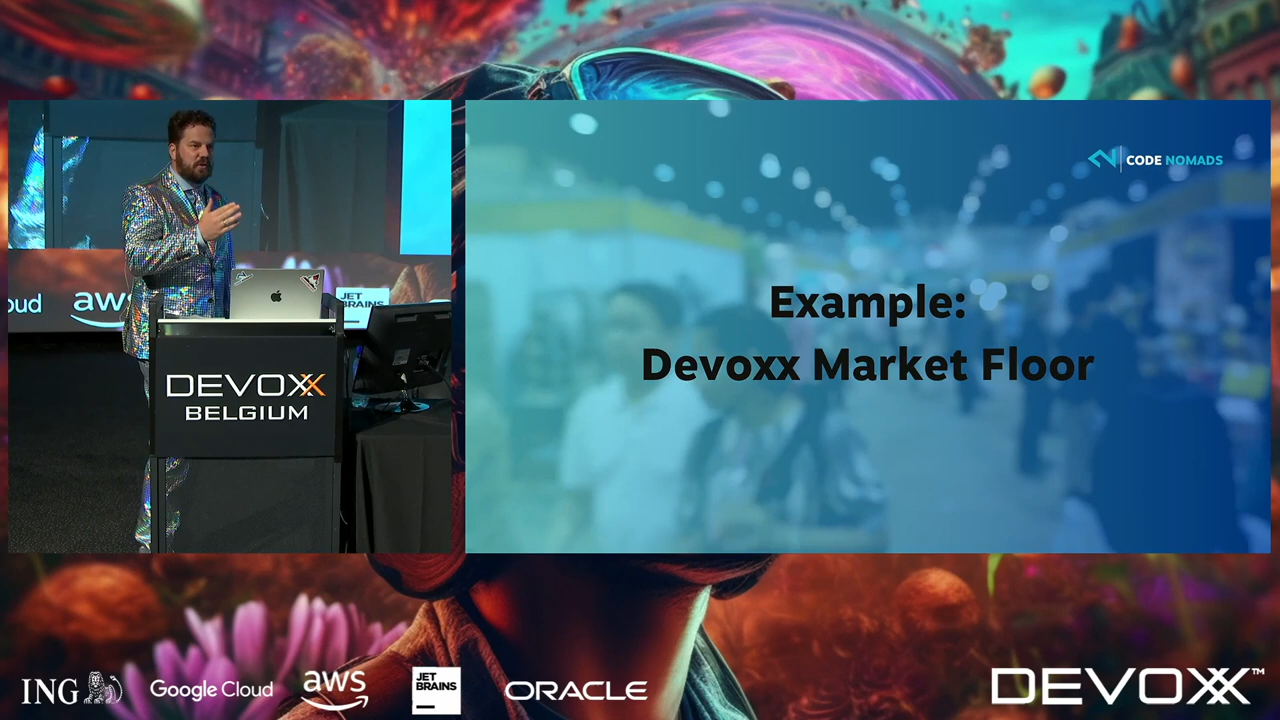 CODE NOMADS
Example:
Devoxx Market Floor
oud
aws
JET
BRAINS
DEVOXX
BELGIUM
ING
Google Cloud
aws
JET
BRAINS
ORACLE
DEVOXX™